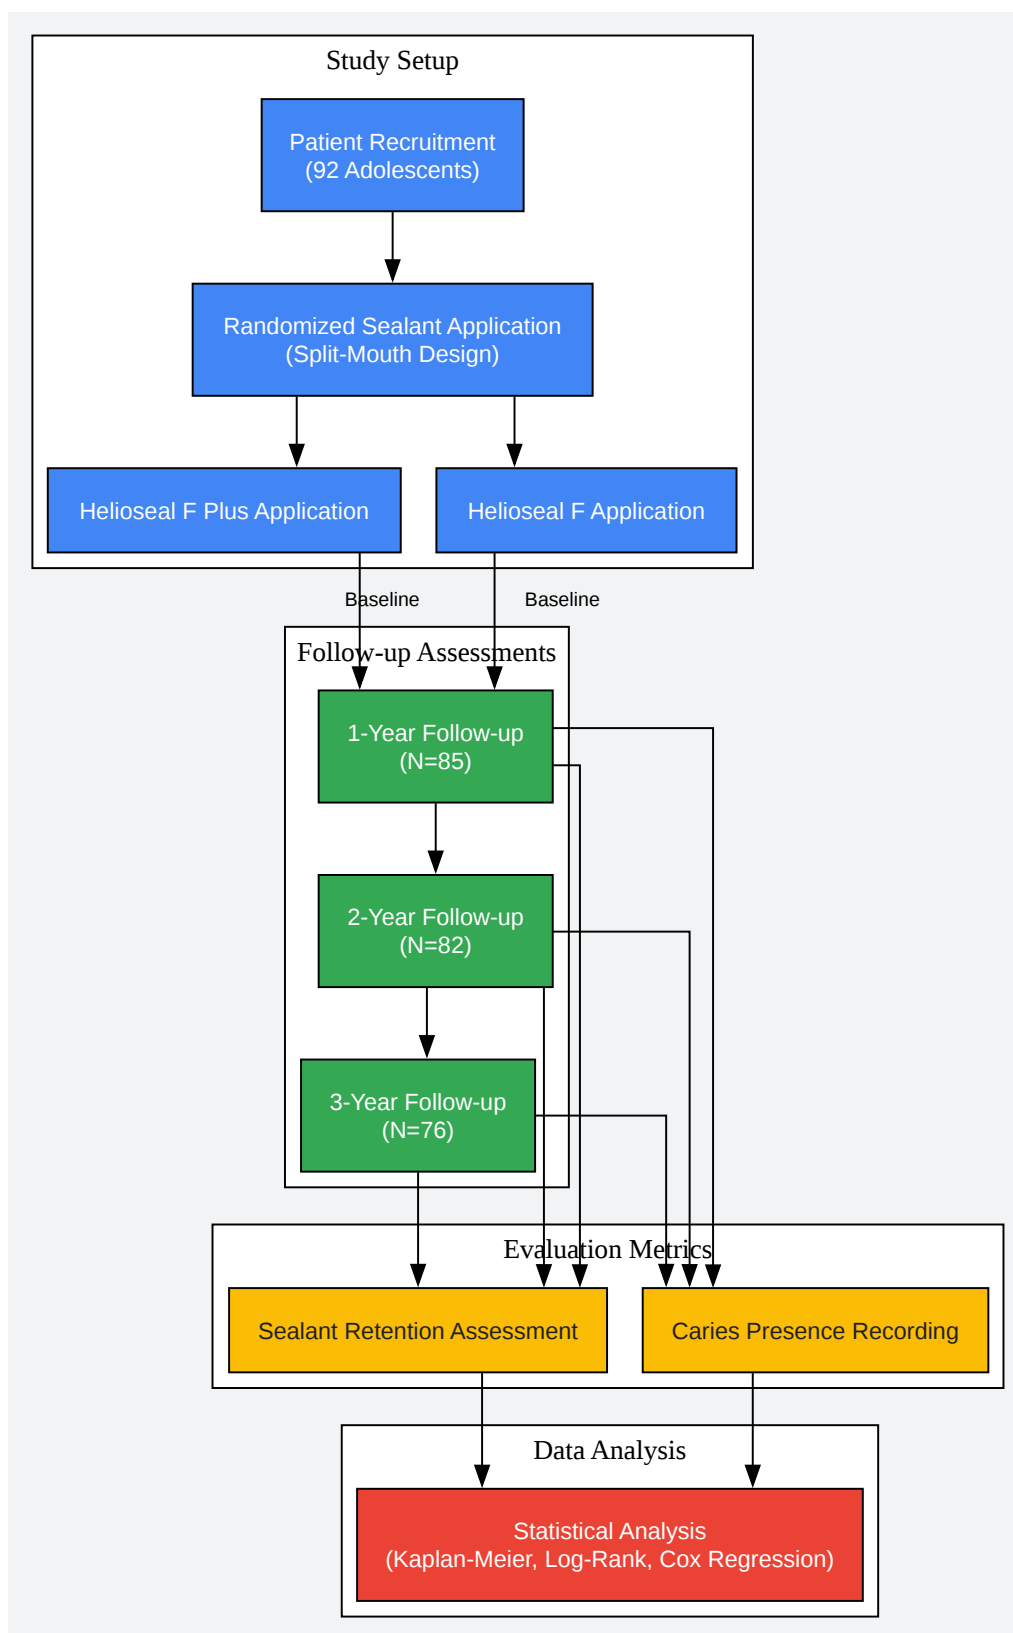 Study Setup
Patient Recruitment
(92 Adolescents)
Randomized Sealant Application
(Split-Mouth Design)
Helioseal F Plus Application
Helioseal F Application
Baseline
Baseline
Follow-up Assessments
1-Year Follow-up
(N=85)
2-Year Follow-up
(N=82)
3-Year Follow-up
(N=76)
Evaluation Metrics
Sealant Retention Assessment
Caries Presence Recording
Data Analysis
Statistical Analysis
(Kaplan-Meier, Log-Rank, Cox Regression)